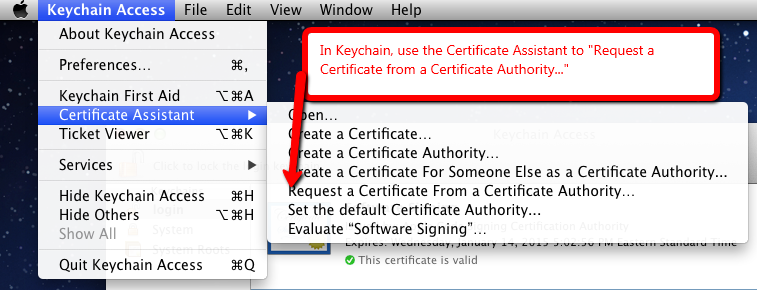 Keychain Access File Edit View Window Help
About Keychain Access
Preferences... ⌘,
Keychain First Aid ⌥⌘A
Certificate Assistant ▶
Ticket Viewer ⌥⌘K
Services ▶
Hide Keychain Access ⌘H
Hide Others ⌥⌘H
Show All
Quit Keychain Access ⌘Q
In Keychain, use the Certificate Assistant to "Request a
Certificate from a Certificate Authority..."
Open...
Create a Certificate...
Create a Certificate Authority...
Create a Certificate For Someone Else as a Certificate Authority...
Request a Certificate From a Certificate Authority...
Set the default Certificate Authority...
Evaluate “Software Signing”...
Keychain Access
Click to lock the
login
System
System Roots
Signing Certification Authority
Expires: Wednesday, January 14, 2015 5:02:58 PM Eastern Standard Time
This certificate is valid